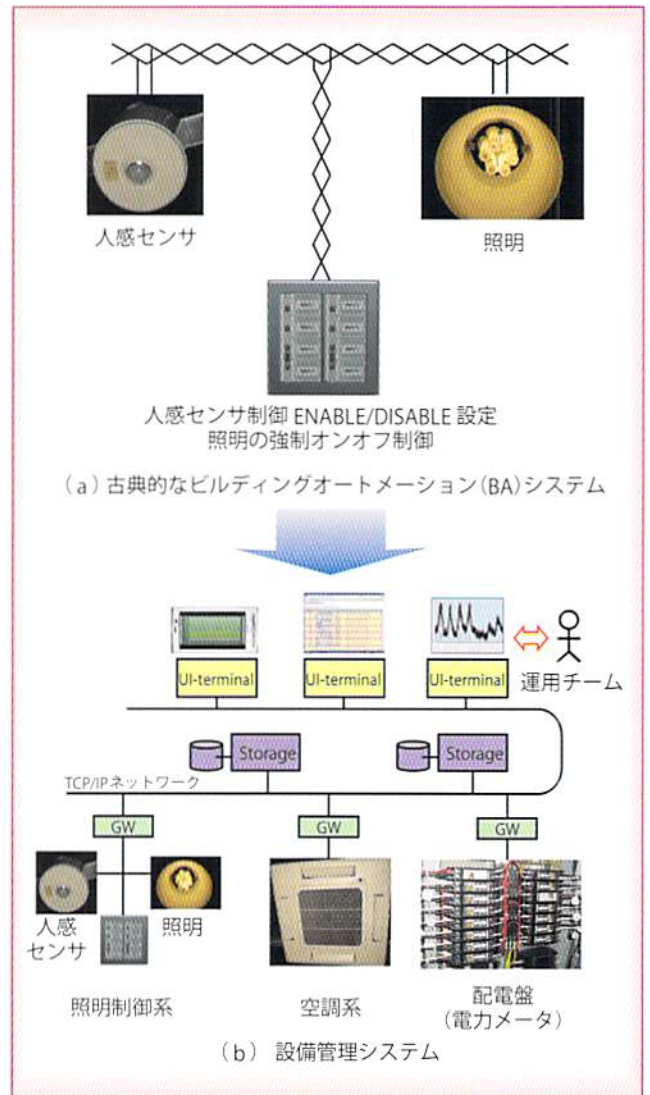 人感センサ
照明
人感センサ制御 ENABLE/DISABLE 設定
照明の強制オンオフ制御
(a)古典的なビルディングオートメーション(BA)システム
UI-terminal
UI-terminal
UI-terminal
運用チーム
Storage
Storage
TCP/IPネットワーク
GW
GW
GW
人感
センサ
照明
照明制御系
空調系
配電盤
(電力メータ)
(b) 設備管理システム